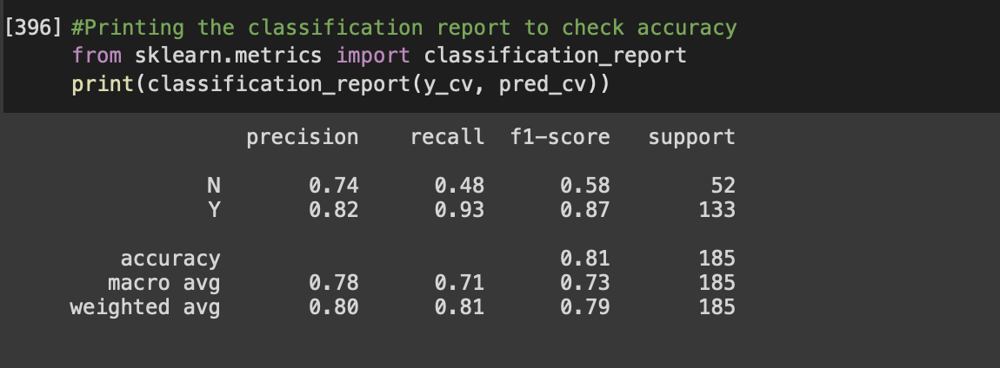 [396] #Printing the classification report to check accuracy
from sklearn.metrics import classification_report
print(classification_report(y_cv, pred_cv))
precision recall f1-score support
N 0.74 0.48 0.58 52
Y 0.82 0.93 0.87 133
accuracy 0.81 185
macro avg 0.78 0.71 0.73 185
weighted avg 0.80 0.81 0.79 185